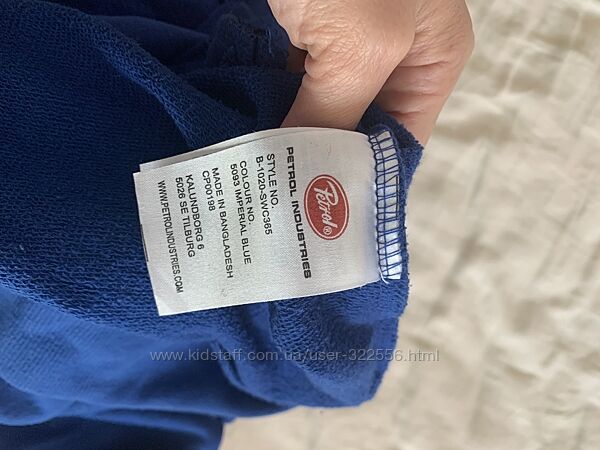 Petrol®
PETROL INDUSTRIES
STYLE NO.
B-1020-SWC365
COLOUR NO.
5093 IMPERIAL BLUE
MADE IN BANGLADESH
CP00198
KALUNDBORG 6
5026 SE TILBURG
WWW.PETROLINDUSTRIES.COM
www.kidstaff.com.ua/user-322556.html